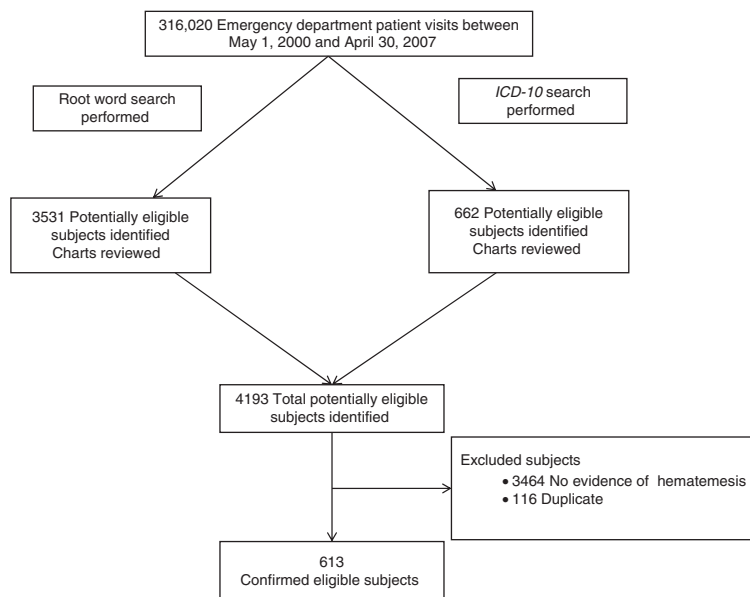 316,020 Emergency department patient visits between
May 1, 2000 and April 30, 2007
Root word search
performed
ICD-10 search
performed
3531 Potentially eligible
subjects identified
Charts reviewed
662 Potentially eligible
subjects identified
Charts reviewed
4193 Total potentially eligible
subjects identified
Excluded subjects
• 3464 No evidence of hematemesis
• 116 Duplicate
613
Confirmed eligible subjects